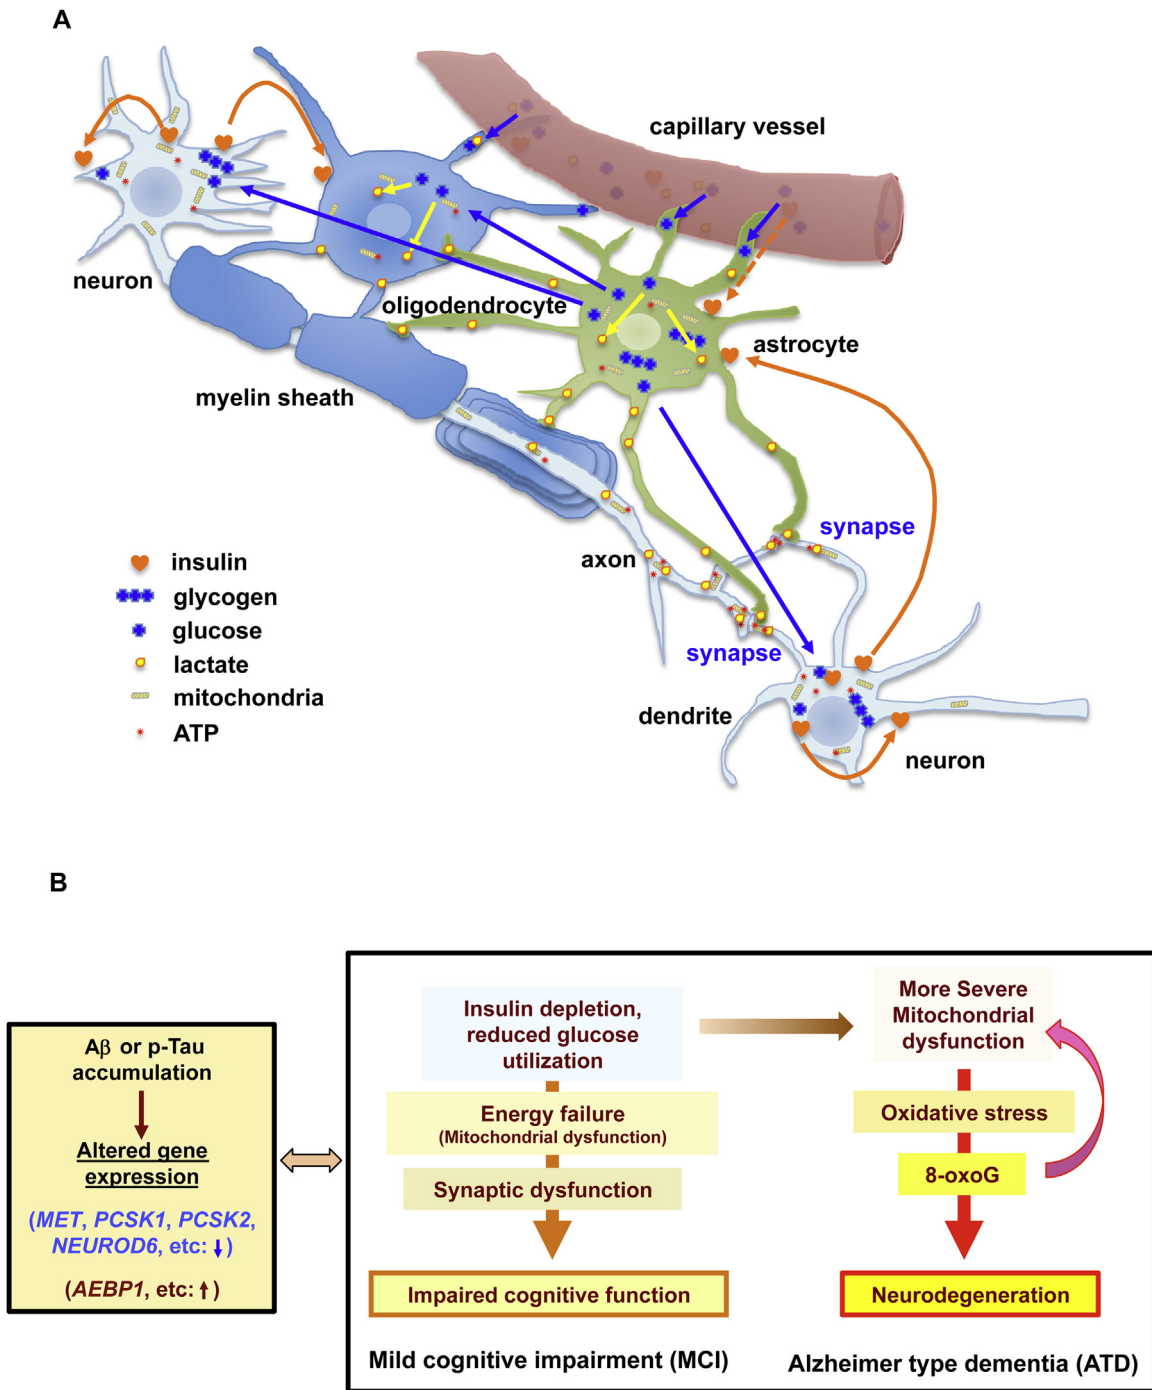 A
capillary vessel
neuron
oligodendrocyte
astrocyte
myelin sheath
synapse
axon
insulin
glycogen
glucose
lactate
mitochondria
ATP
synapse
dendrite
neuron
B
Aβ or p-Tau
accumulation
Altered gene
expression
(MET, PCSK1, PCSK2,
NEUROD6, etc: ↓)
(AEBP1, etc: ↑)
Insulin depletion,
reduced glucose
utilization
Energy failure
(Mitochondrial dysfunction)
Synaptic dysfunction
Impaired cognitive function
Mild cognitive impairment (MCI)
More Severe
Mitochondrial
dysfunction
Oxidative stress
8-oxoG
Neurodegeneration
Alzheimer type dementia (ATD)